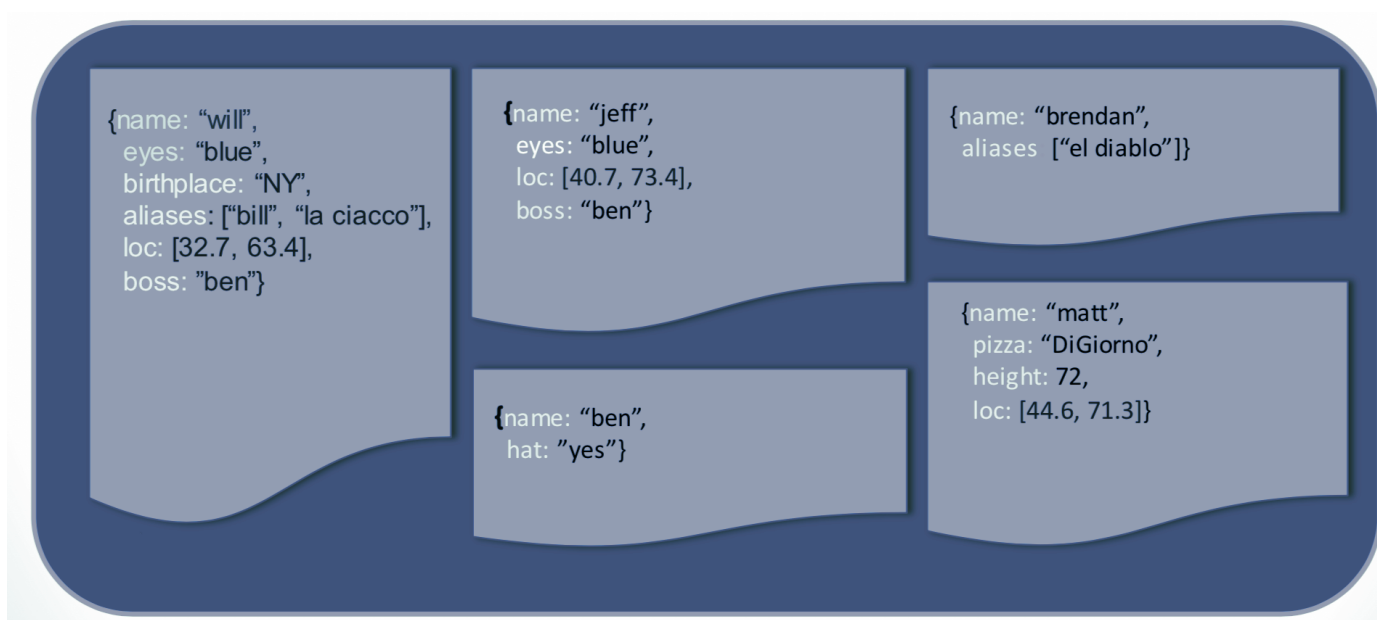 {name: “will”,
eyes: “blue”,
birthplace: “NY”,
aliases: [“bill”, “la ciacco”],
loc: [32.7, 63.4],
boss: ”ben”}
{name: “jeff”,
eyes: “blue”,
loc: [40.7, 73.4],
boss: “ben”}
{name: “ben”,
hat: ”yes”}
{name: “brendan”,
aliases [“el diablo”]}
{name: “matt”,
pizza: “DiGiorno”,
height: 72,
loc: [44.6, 71.3]}